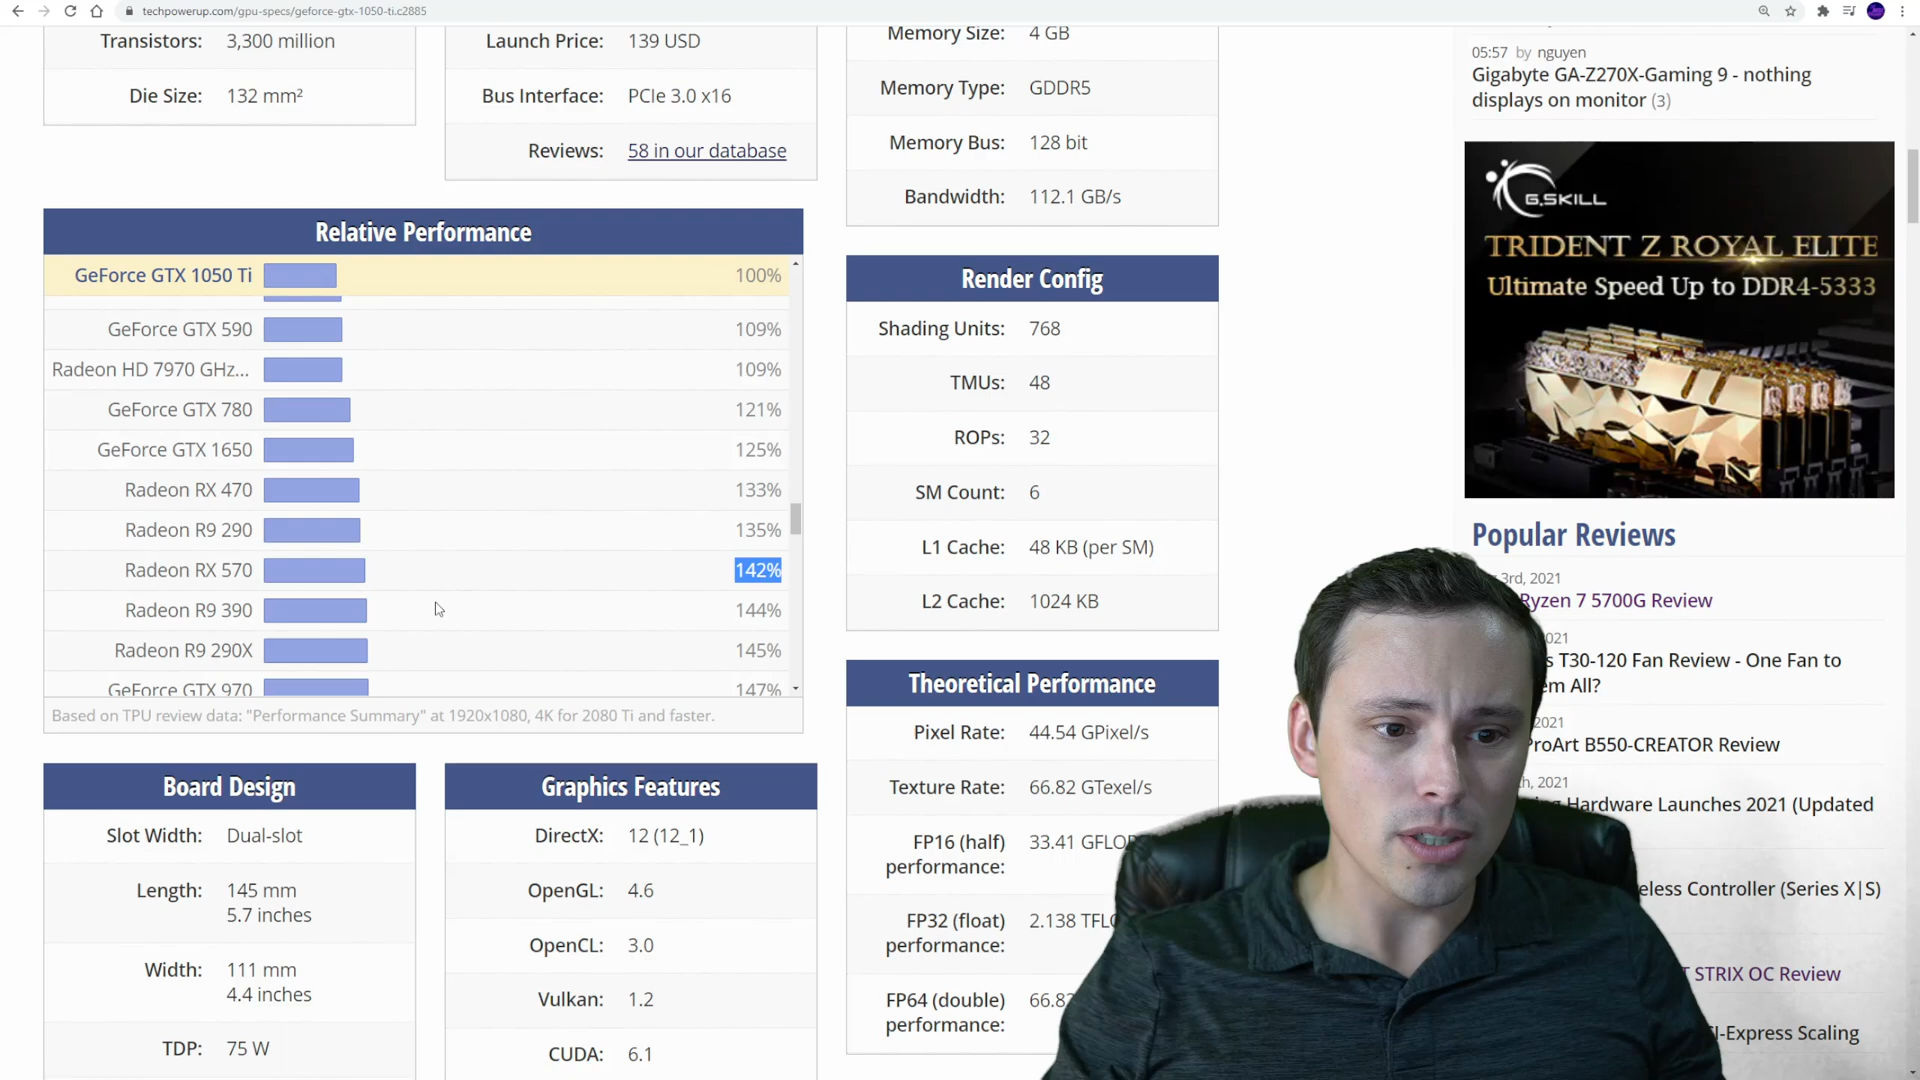 techpowerup.com/gpu-specs/geforce-gtx-1050-ti.c2885
Transistors: 3,300 million
Die Size: 132 mm²
Launch Price: 139 USD
Bus Interface: PCIe 3.0 x16
Reviews: 58 in our database
Memory Size: 4 GB
Memory Type: GDDR5
Memory Bus: 128 bit
Bandwidth: 112.1 GB/s
Relative Performance
GeForce GTX 1050 Ti 100%
GeForce GTX 590 109%
Radeon HD 7970 GHz... 109%
GeForce GTX 780 121%
GeForce GTX 1650 125%
Radeon RX 470 133%
Radeon R9 290 135%
Radeon RX 570 142%
Radeon R9 390 144%
Radeon R9 290X 145%
GeForce GTX 970 147%
Based on TPU review data: "Performance Summary" at 1920x1080, 4K for 2080 Ti and faster.
Render Config
Shading Units: 768
TMUs: 48
ROPs: 32
SM Count: 6
L1 Cache: 48 KB (per SM)
L2 Cache: 1024 KB
Theoretical Performance
Pixel Rate: 44.54 GPixel/s
Texture Rate: 66.82 GTexel/s
FP16 (half) 33.41
performance:
FP32 (float) 2.138
performance:
FP64 (double)
performance:
Board Design
Slot Width: Dual-slot
Length: 145 mm
5.7 inches
Width: 111 mm
4.4 inches
TDP: 75 W
Graphics Features
DirectX: 12 (12_1)
OpenGL: 4.6
OpenCL: 3.0
Vulkan: 1.2
CUDA: 6.1
05:57 by nguyen
Gigabyte GA-Z270X-Gaming 9 - nothing
displays on monitor (3)
G.SKILL
TRIDENT Z ROYAL ELITE
Ultimate Speed Up to DDR4-5333
Popular Reviews
3rd, 2021
Ryzen 7 5700G Review
2021
T30-120 Fan Review - One Fan to
All?
2021
ProArt B550-CREATOR Review
2021
Hardware Launches 2021 (Updated
Controller (Series X|S)
STRIX OC Review
Scaling